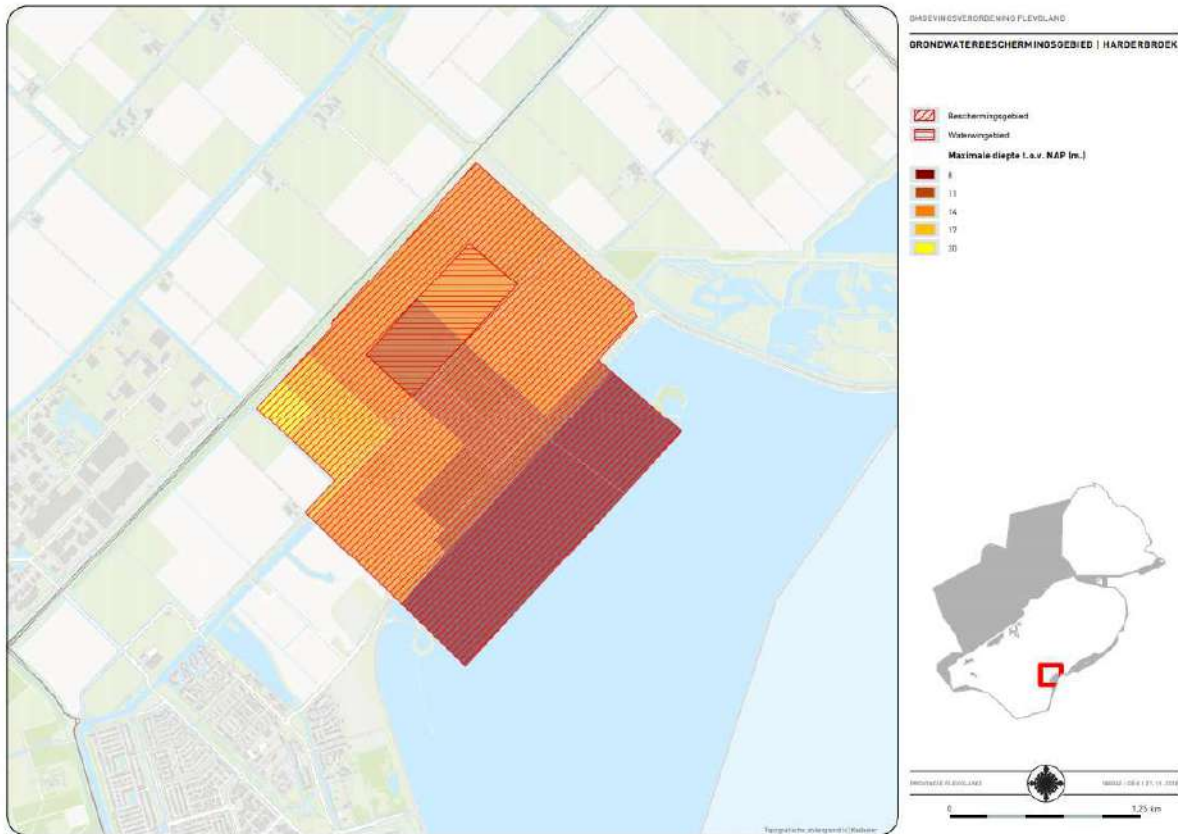 OMGEVINGSVERORDENING FLEVOLAND
GRONDWATERBESCHERMINGSGEBIED | HARDERBROEK
Beschermingsgebied
Waterwingebied
Maximale diepte t.o.v. NAP (m.)
8
11
14
17
20
PROVINCIE FLEVOLAND
0
1,25 km
Topografische ondergrond (c) Kadaster